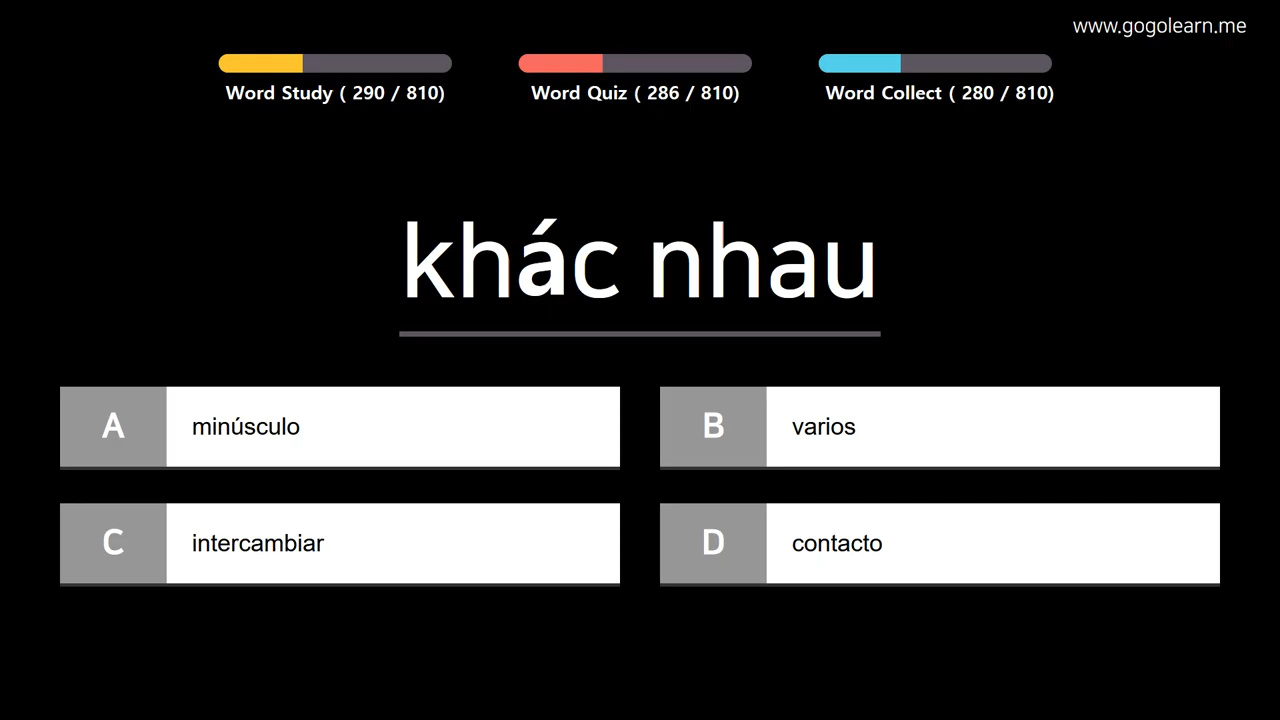 www.gogolearn.me
Word Study ( 290 / 810)
Word Quiz ( 286 / 810)
Word Collect ( 280 / 810)
khác nhau
A
minúsculo
B
varios
C
intercambiar
D
contacto